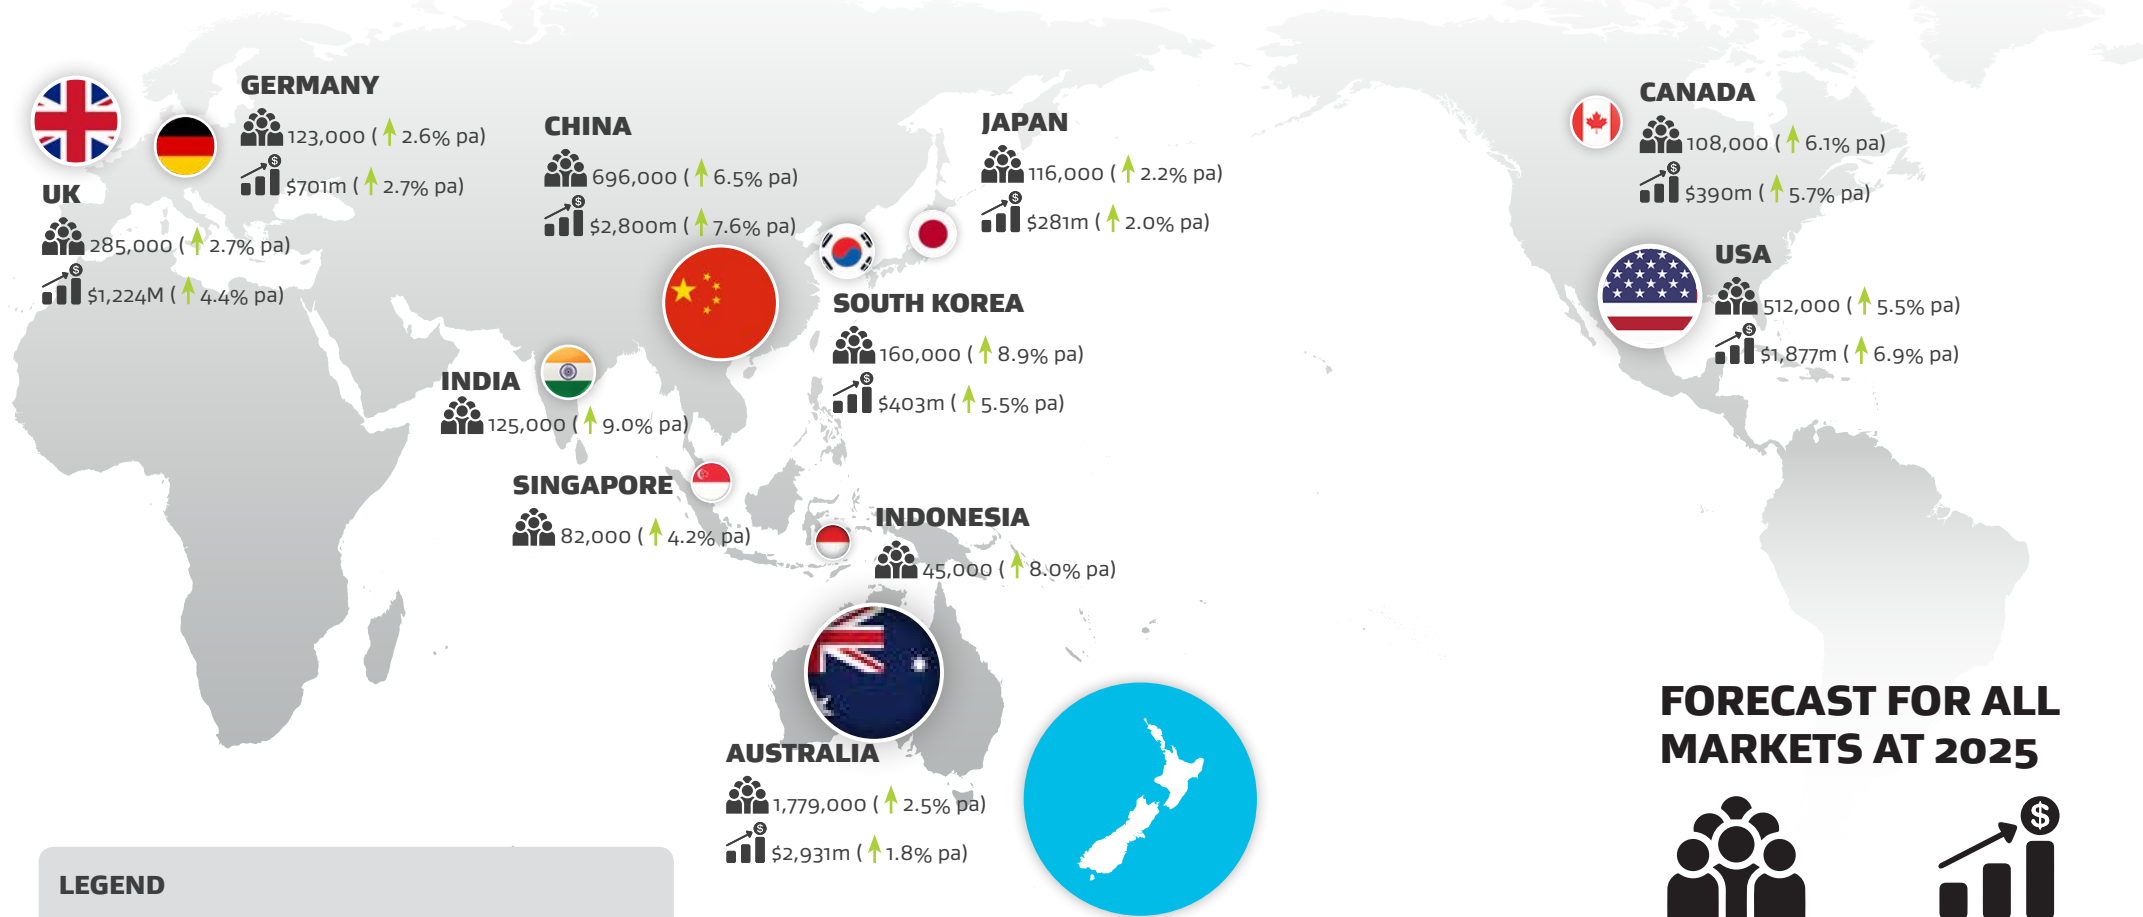 GERMANY
123,000 ( 2.6% pa)
$701m ( 2.7% pa)
UK
285,000 ( 2.7% pa)
$1,224M ( 4.4% pa)
CHINA
696,000 ( 6.5% pa)
$2,800m ( 7.6% pa)
JAPAN
116,000 ( 2.2% pa)
$281m ( 2.0% pa)
CANADA
108,000 ( 6.1% pa)
$390m ( 5.7% pa)
USA
512,000 ( 5.5% pa)
$1,877m ( 6.9% pa)
SOUTH KOREA
160,000 ( 8.9% pa)
$403m ( 5.5% pa)
INDIA
125,000 ( 9.0% pa)
SINGAPORE
82,000 ( 4.2% pa)
INDONESIA
45,000 ( 8.0% pa)
AUSTRALIA
1,779,000 ( 2.5% pa)
$2,931m ( 1.8% pa)
FORECAST FOR ALL
MARKETS AT 2025
$
LEGEND